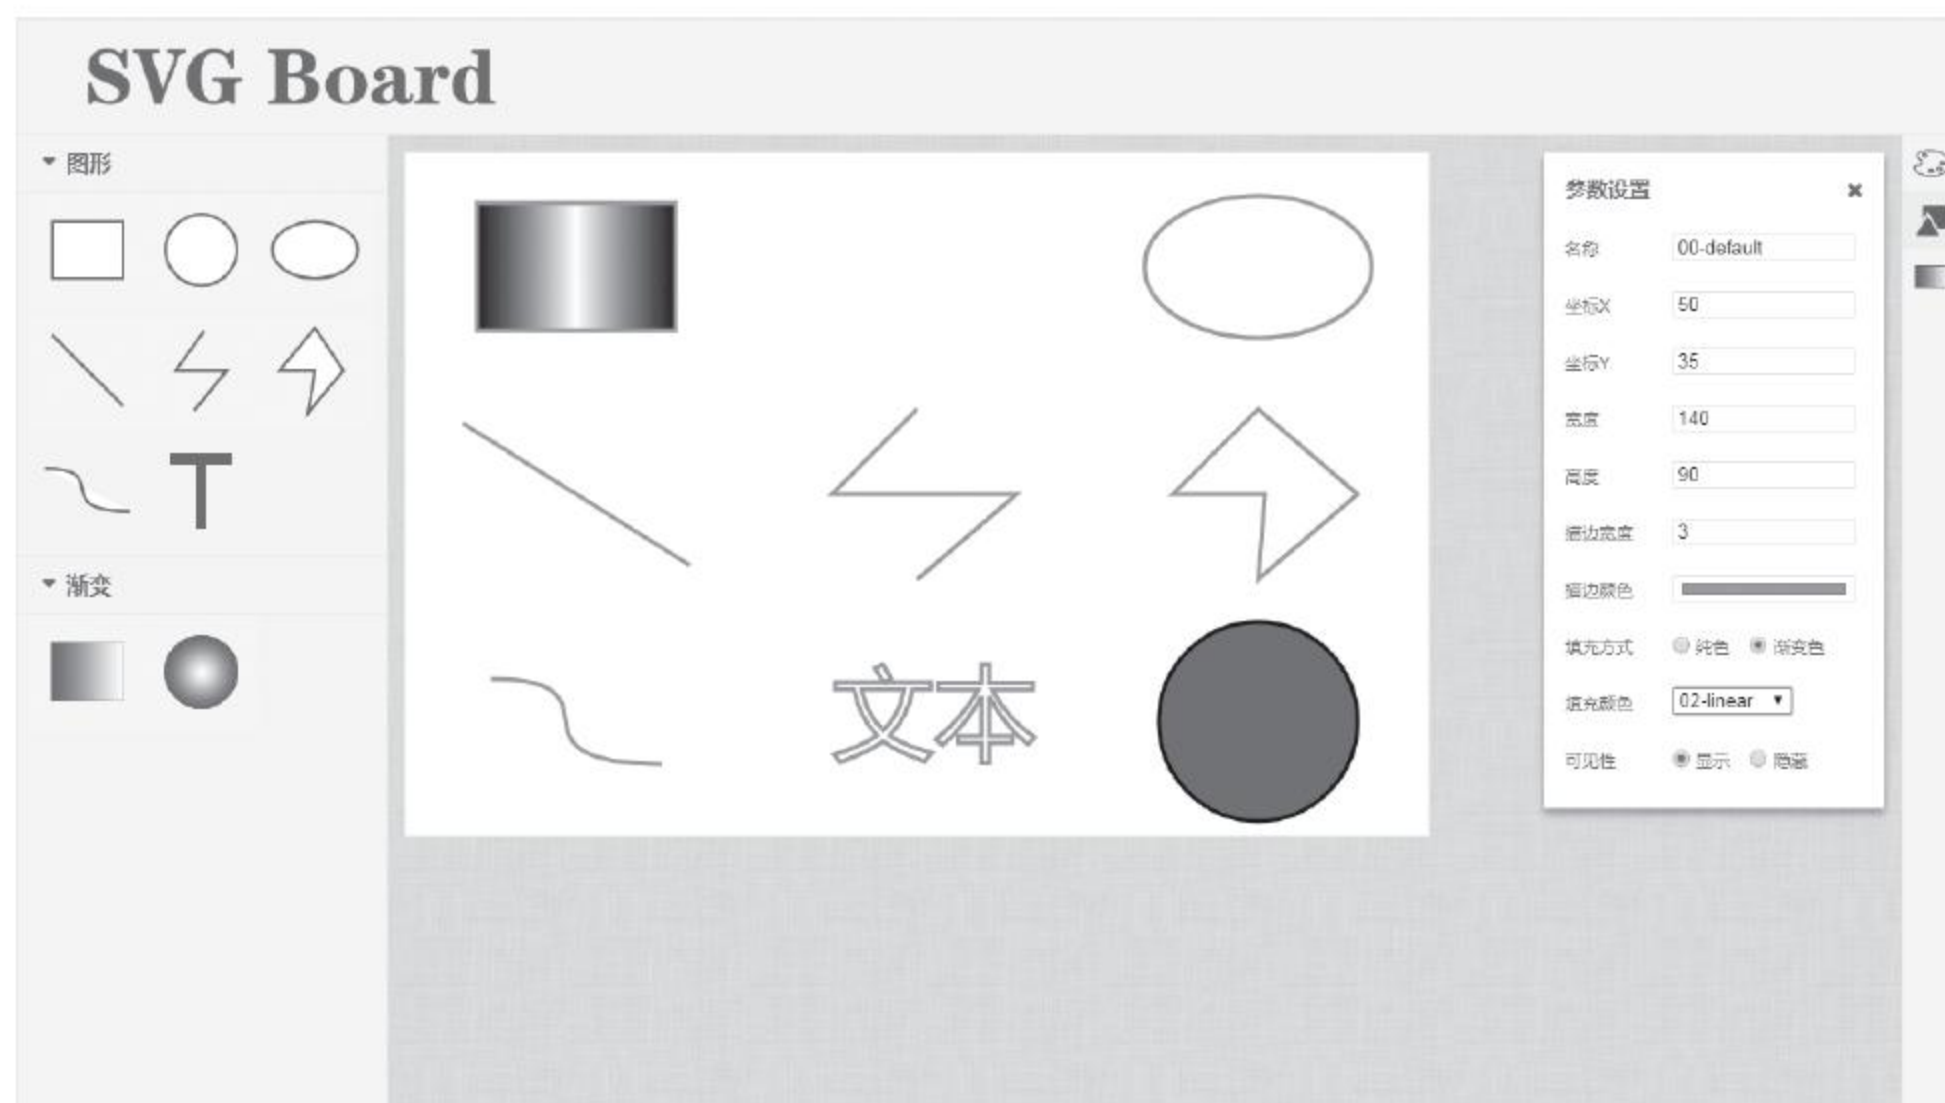 SVG Board
图形
渐变
文本
参数设置
名称 00-default
坐标X 50
坐标Y 35
宽度 140
高度 90
描边宽度 3
描边颜色
填充方式 纯色 渐变色
填充颜色 02-linear
可见性 显示 隐藏